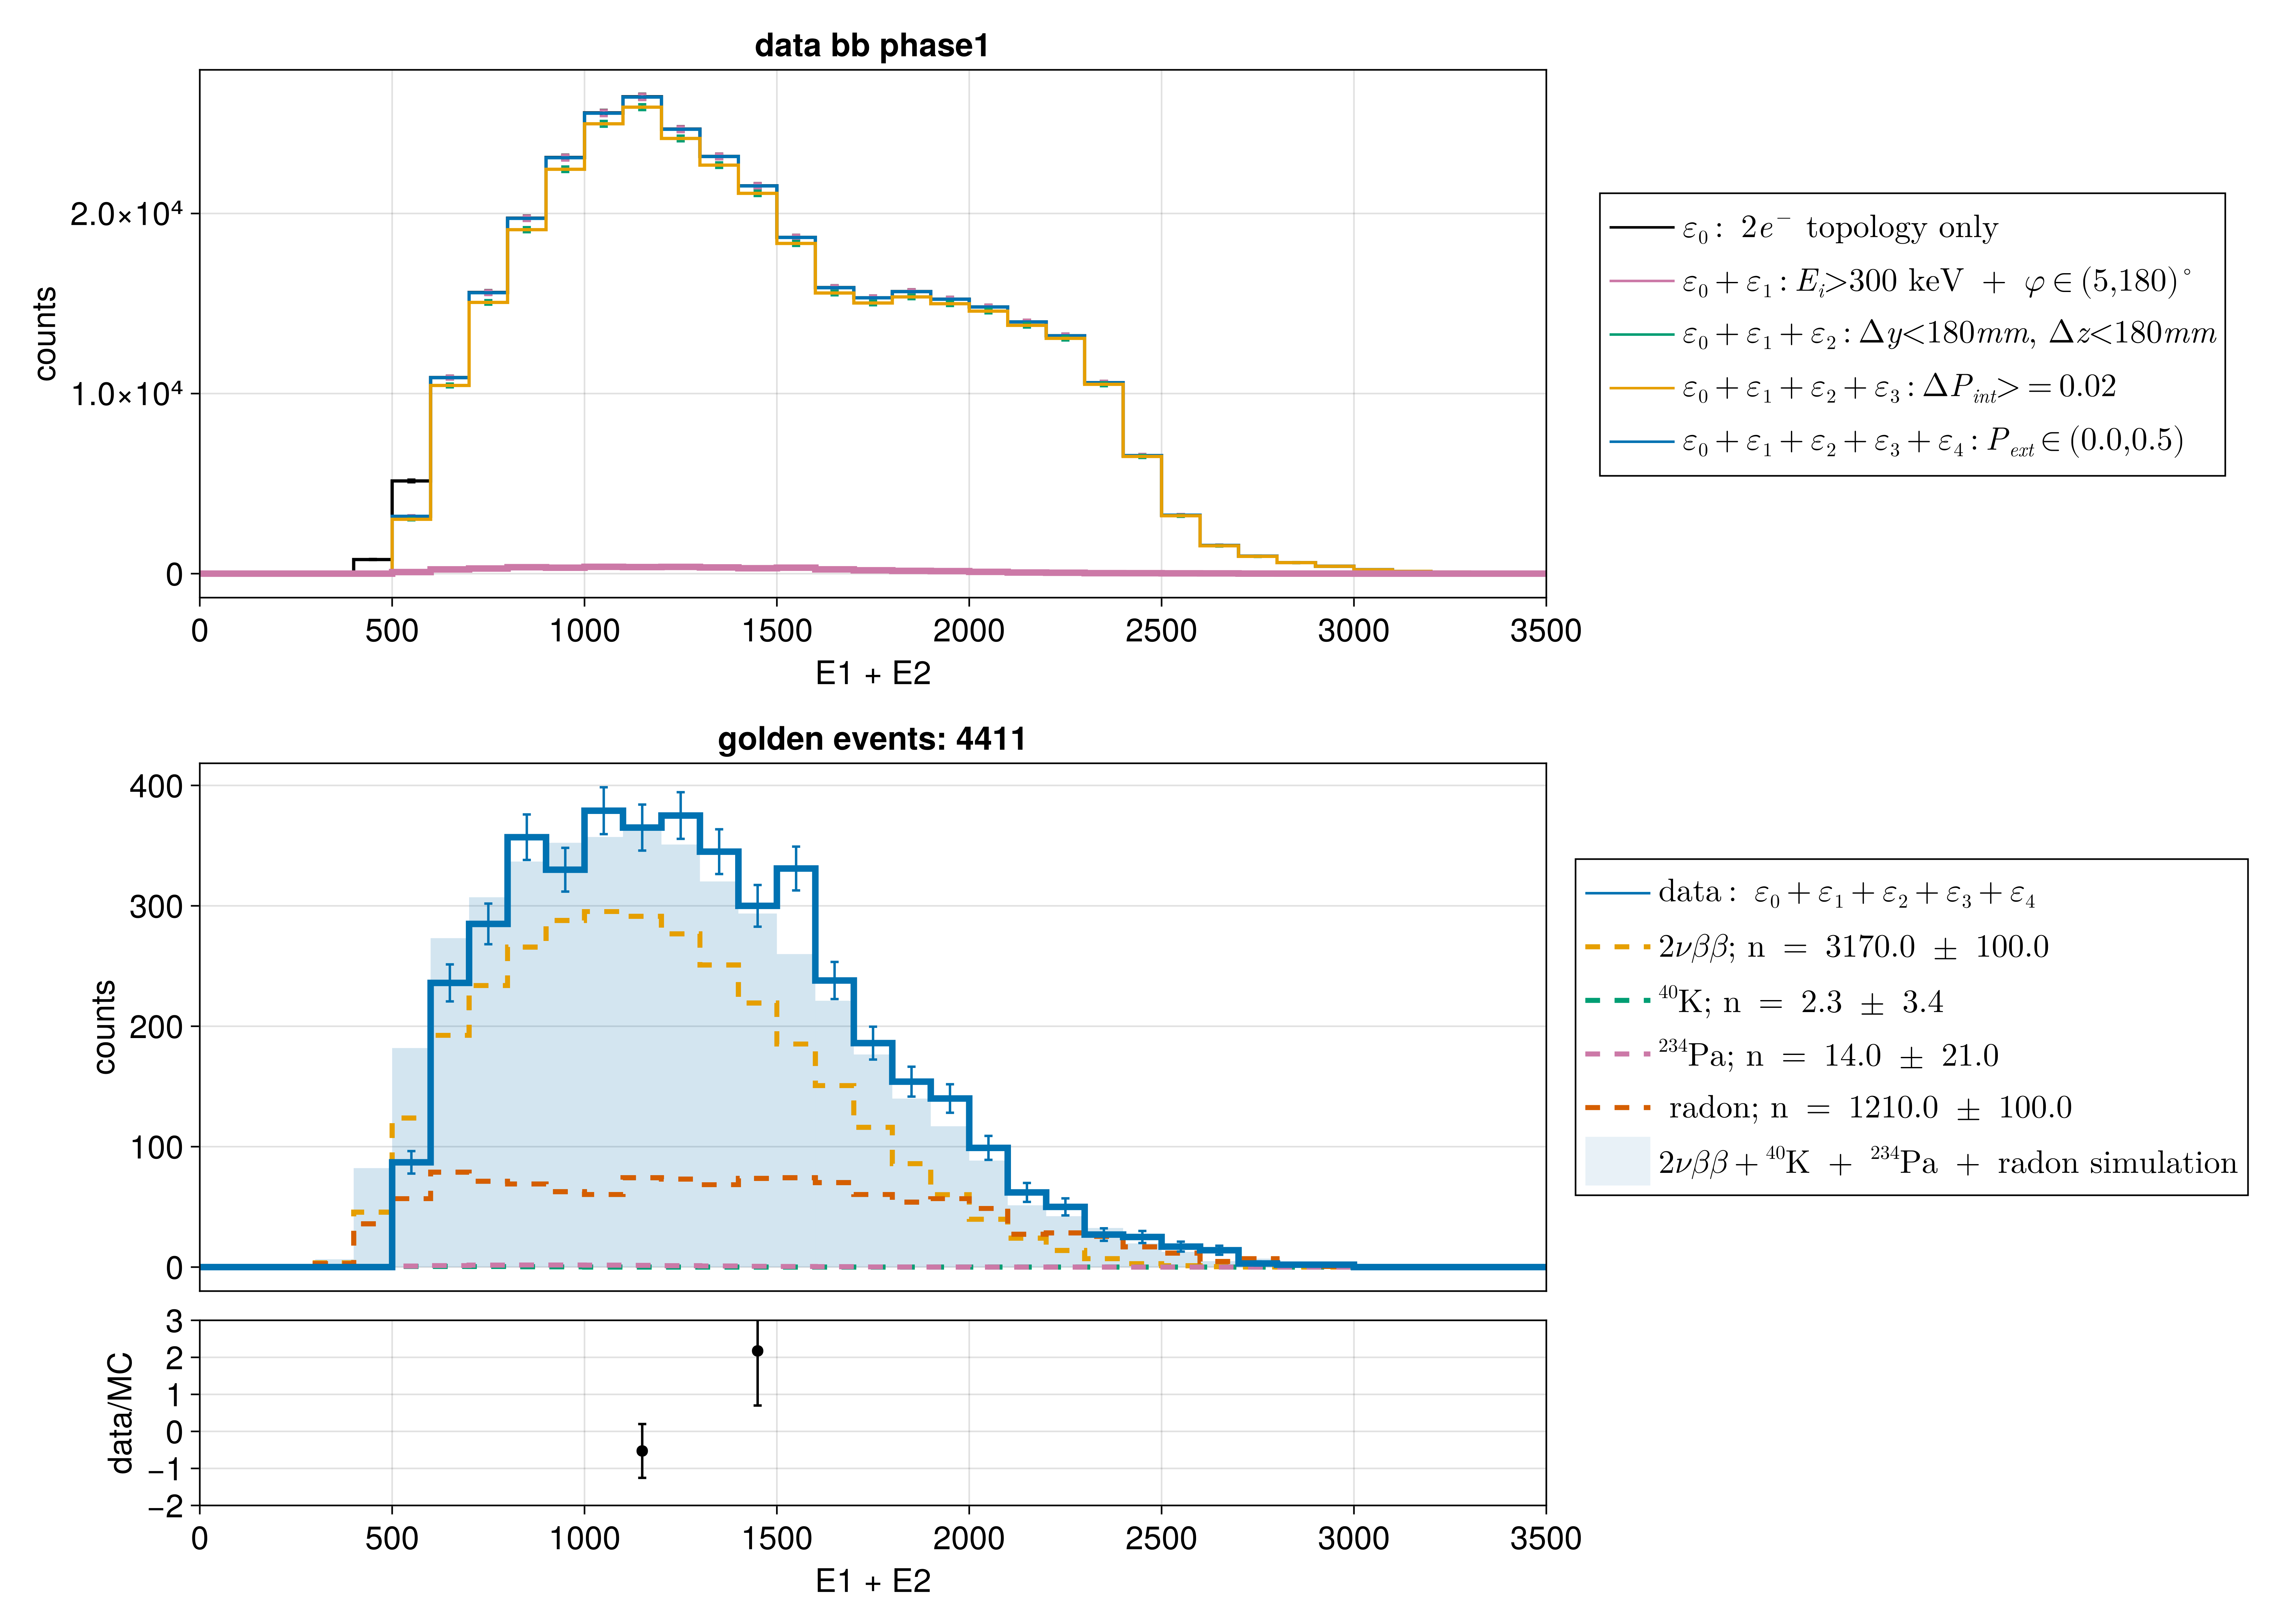 data bb phase1
counts
2.0×10⁴
1.0×10⁴
0
0 500 1000 1500 2000 2500 3000 3500
E1 + E2
ε₀ : 2e⁻ topology only
ε₀ + ε₁ : Eᵢ>300 keV + φ ∈ (5,180)°
ε₀ + ε₁ + ε₂ : Δy<180mm, Δz<180mm
ε₀ + ε₁ + ε₂ + ε₃ : ΔP_int> = 0.02
ε₀ + ε₁ + ε₂ + ε₃ + ε₄ : P_ext ∈ (0.0,0.5)
golden events: 4411
counts
400
300
200
100
0
data : ε₀ + ε₁ + ε₂ + ε₃ + ε₄
2νββ; n = 3170.0 ± 100.0
⁴⁰K; n = 2.3 ± 3.4
²³⁴Pa; n = 14.0 ± 21.0
radon; n = 1210.0 ± 100.0
2νββ + ⁴⁰K + ²³⁴Pa + radon simulation
data/MC
3
2
1
0
−1
−2
0 500 1000 1500 2000 2500 3000 3500
E1 + E2